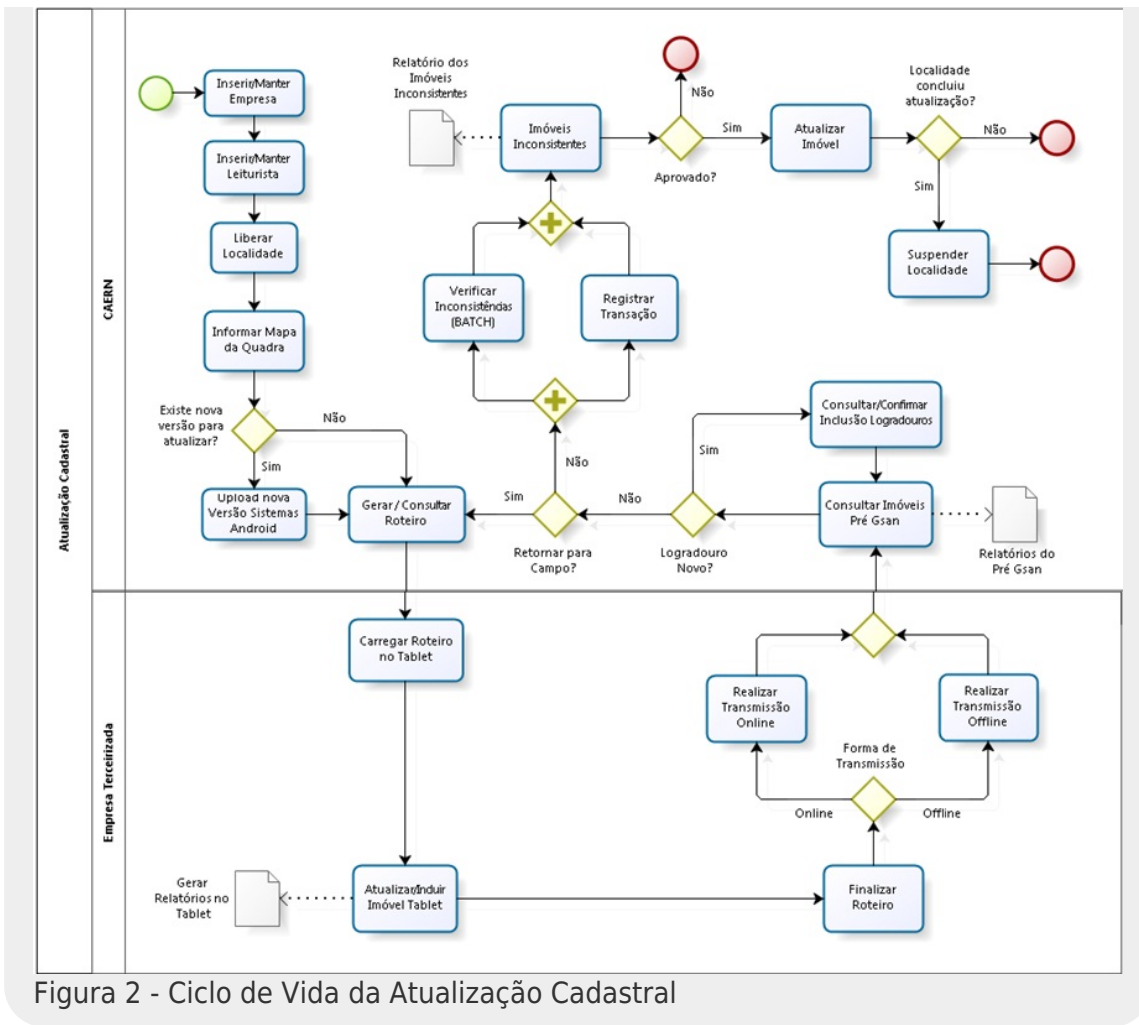 Atualização Cadastral
CAERN
Inserir/Manter
Empresa
Inserir/Manter
Leiturista
Liberar
Localidade
Informar Mapa
da Quadra
Existe nova
versão para
atualizar?
Não
Sim
Upload nova
Versão Sistemas
Android
Gerar / Consultar
Roteiro
Relatório dos
Imóveis
Inconsistentes
Imóveis
Inconsistentes
Não
Aprovado?
Sim
Atualizar
Imóvel
Localidade
concluiu
atualização?
Não
Sim
Suspender
Localidade
Verificar
Inconsistências
(BATCH)
Registrar
Transação
Não
Sim
Retornar para
Campo?
Não
Logradouro
Novo?
Sim
Consultar/Confirmar
Inclusão Logradouros
Consultar Imóveis
Pré Gsan
Relatórios do
Pré Gsan
Empresa Terceirizada
Carregar Roteiro
no Tablet
Realizar
Transmissão
Online
Realizar
Transmissão
Offline
Forma de
Transmissão
Online
Offline
Gerar
Relatórios no
Tablet
Atualizar/Incluir
Imóvel Tablet
Finalizar
Roteiro
Figura 2 - Ciclo de Vida da Atualização Cadastral